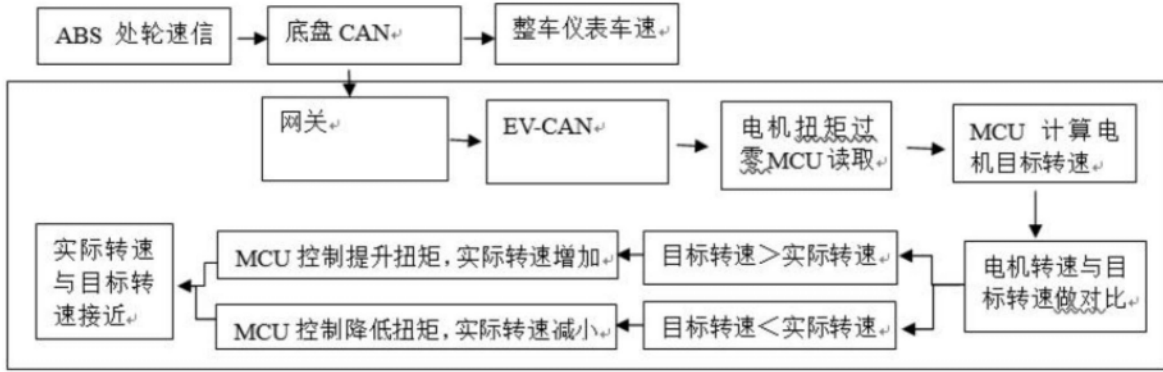 ABS 处轮速信
底盘 CAN
整车仪表车速
网关
EV-CAN
电机扭矩过
零MCU 读取
MCU 计算电
机目标转速
实际转速
与目标转
速接近
MCU 控制提升扭矩，实际转速增加
目标转速＞实际转速
电机转速与目
标转速做对比
MCU 控制降低扭矩，实际转速减小
目标转速＜实际转速